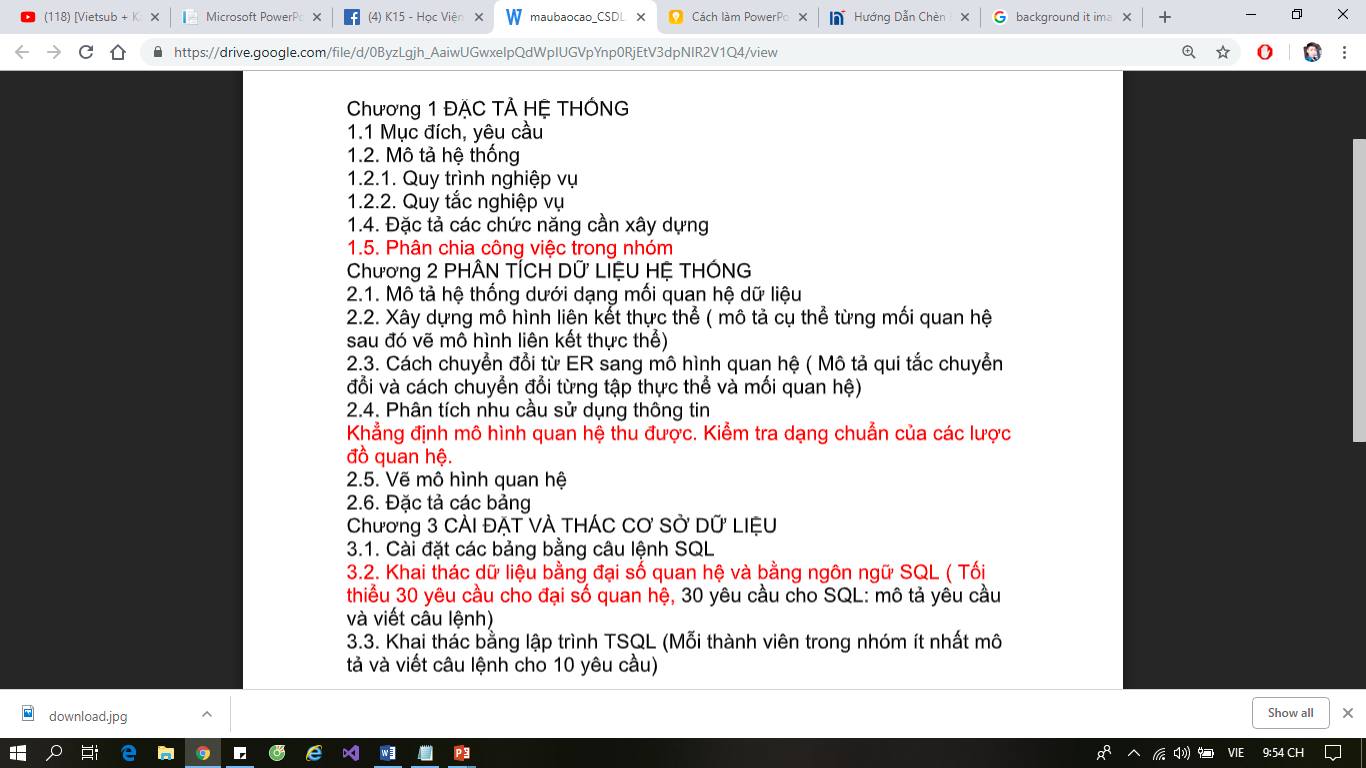 (118) [Vietsub + K
Microsoft PowerPo
(4) K15 - Học Viện
maubaocao_CSDL
Cách làm PowerPo
Hướng Dẫn Chèn
background it ima
https://drive.google.com/file/d/0ByzLgjh_AaiwUGwxelpQdWpIUGVpYnp0RjEtV3dpNlR2V1Q4/view
Chương 1 ĐẶC TẢ HỆ THỐNG
1.1 Mục đích, yêu cầu
1.2. Mô tả hệ thống
1.2.1. Quy trình nghiệp vụ
1.2.2. Quy tắc nghiệp vụ
1.4. Đặc tả các chức năng cần xây dựng
1.5. Phân chia công việc trong nhóm
Chương 2 PHÂN TÍCH DỮ LIỆU HỆ THỐNG
2.1. Mô tả hệ thống dưới dạng mối quan hệ dữ liệu
2.2. Xây dựng mô hình liên kết thực thể ( mô tả cụ thể từng mối quan hệ
sau đó vẽ mô hình liên kết thực thể)
2.3. Cách chuyển đổi từ ER sang mô hình quan hệ ( Mô tả qui tắc chuyển
đổi và cách chuyển đổi từng tập thực thể và mối quan hệ)
2.4. Phân tích nhu cầu sử dụng thông tin
Khẳng định mô hình quan hệ thu được. Kiểm tra dạng chuẩn của các lược
đồ quan hệ.
2.5. Vẽ mô hình quan hệ
2.6. Đặc tả các bảng
Chương 3 CÀI ĐẶT VÀ THÁC CƠ SỞ DỮ LIỆU
3.1. Cài đặt các bảng bằng câu lệnh SQL
3.2. Khai thác dữ liệu bằng đại số quan hệ và bằng ngôn ngữ SQL ( Tối
thiểu 30 yêu cầu cho đại số quan hệ, 30 yêu cầu cho SQL: mô tả yêu cầu
và viết câu lệnh)
3.3. Khai thác bằng lập trình TSQL (Mỗi thành viên trong nhóm ít nhất mô
tả và viết câu lệnh cho 10 yêu cầu)
download.jpg
Show all
VIE
9:54 CH